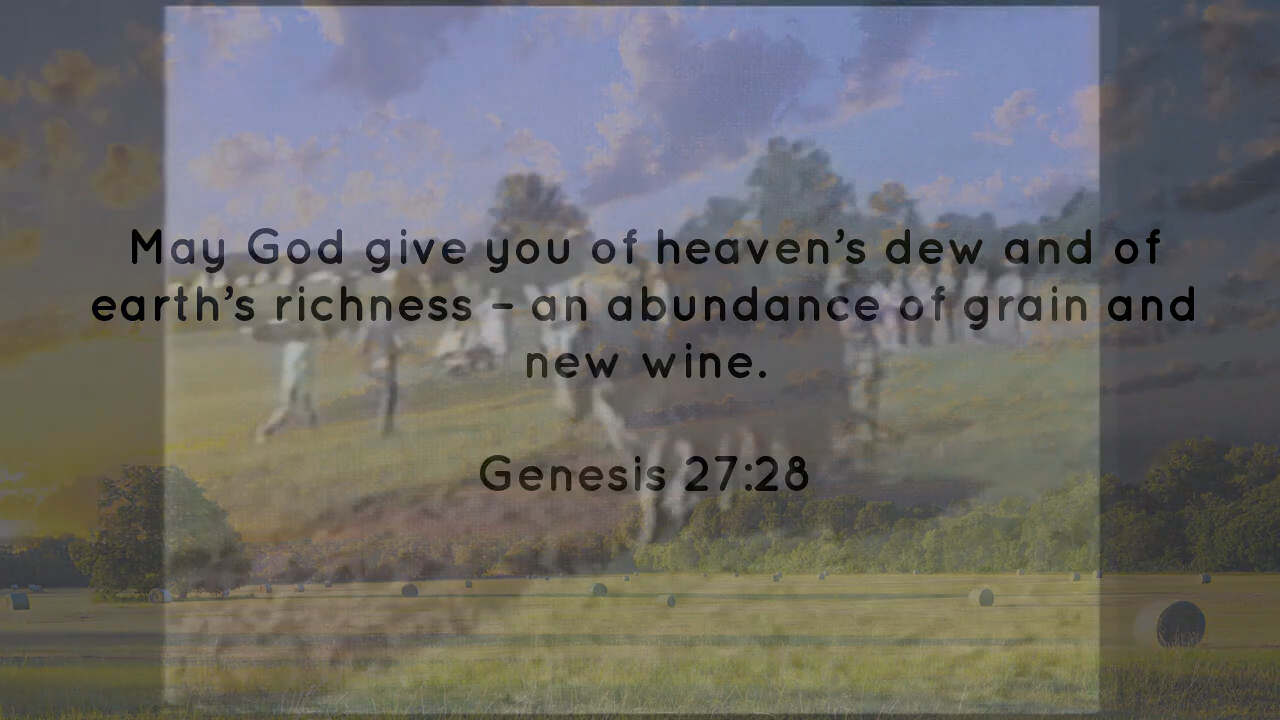 May God give you of heaven’s dew and of
earth’s richness – an abundance of grain and
new wine.
Genesis 27:28